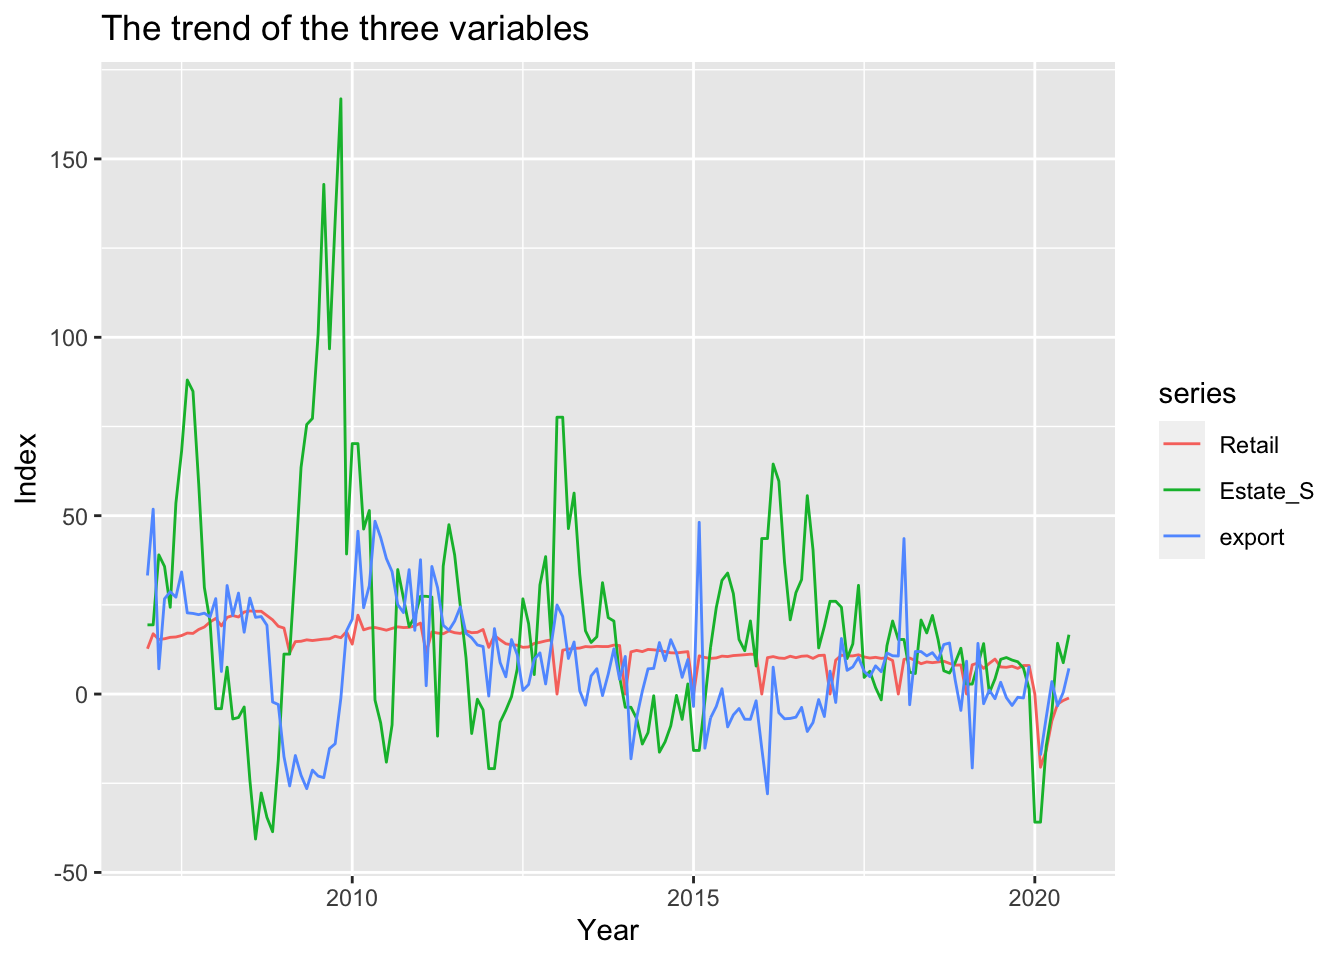 The trend of the three variables
150
100
50
0
-50
Index
2010
2015
2020
Year
series
Retail
Estate_S
export